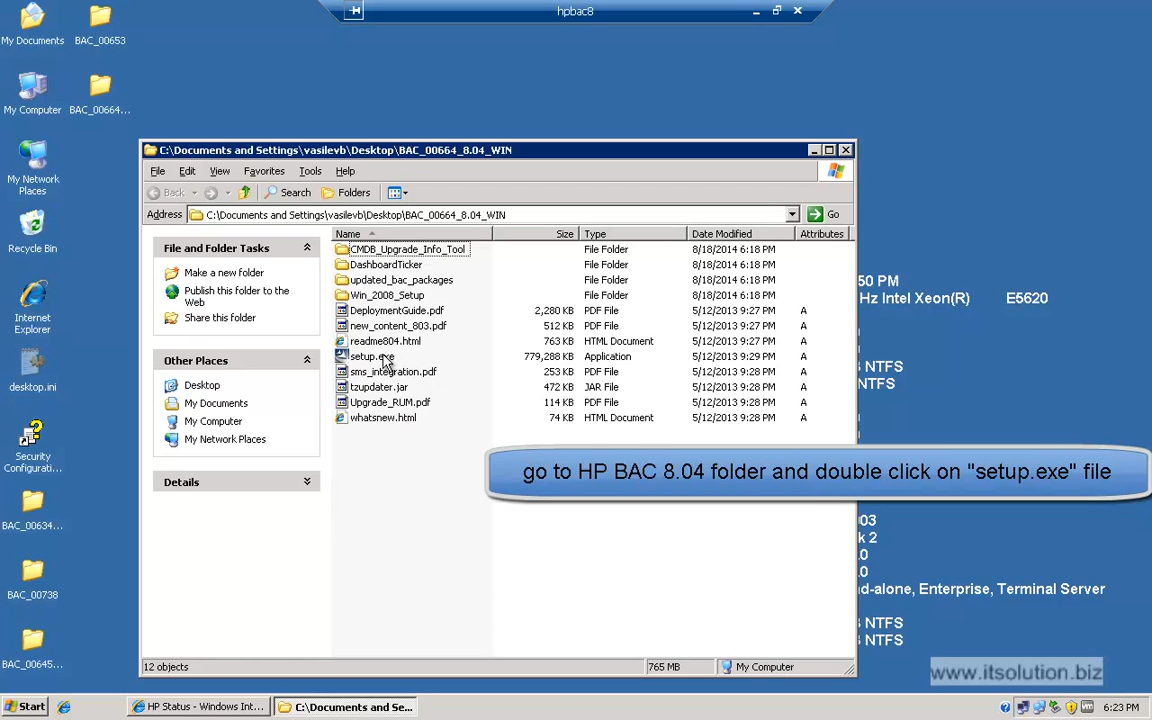 hpbac8
My Documents
BAC_00653
My Computer
BAC_00664...
My Network
Places
Recycle Bin
Internet
Explorer
desktop.ini
Security
Configurati...
BAC_00634...
BAC_00738
BAC_00645...
C:\Documents and Settings\vasilevb\Desktop\BAC_00664_8.04_WIN
File Edit View Favorites Tools Help
Back Search Folders
Address C:\Documents and Settings\vasilevb\Desktop\BAC_00664_8.04_WIN Go
File and Folder Tasks
Make a new folder
Publish this folder to the
Web
Share this folder
Other Places
Desktop
My Documents
My Computer
My Network Places
Details
Name Size Type Date Modified Attributes
CMDB_Upgrade_Info_Tool File Folder 8/18/2014 6:18 PM
DashboardTicker File Folder 8/18/2014 6:18 PM
updated_bac_packages File Folder 8/18/2014 6:18 PM
Win_2008_Setup File Folder 8/18/2014 6:18 PM
DeploymentGuide.pdf 2,280 KB PDF File 5/12/2013 9:27 PM A
new_content_803.pdf 512 KB PDF File 5/12/2013 9:27 PM A
readme804.html 763 KB HTML Document 5/12/2013 9:27 PM A
setup.exe 779,288 KB Application 5/12/2013 9:28 PM A
sms_integration.pdf 253 KB PDF File 5/12/2013 9:28 PM A
tzupdater.jar 472 KB JAR File 5/12/2013 9:28 PM A
Upgrade_RUM.pdf 114 KB PDF File 5/12/2013 9:28 PM A
whatsnew.html 74 KB HTML Document 5/12/2013 9:28 PM A
12 objects 765 MB My Computer
go to HP BAC 8.04 folder and double click on "setup.exe" file
50 PM
Hz Intel Xeon(R) E5620
NTFS
NTFS
03
k 2
.0
.0
d-alone, Enterprise, Terminal Server
NTFS
NTFS
www.itsolution.biz
Start HP Status - Windows Int... C:\Documents and Se... 6:23 PM